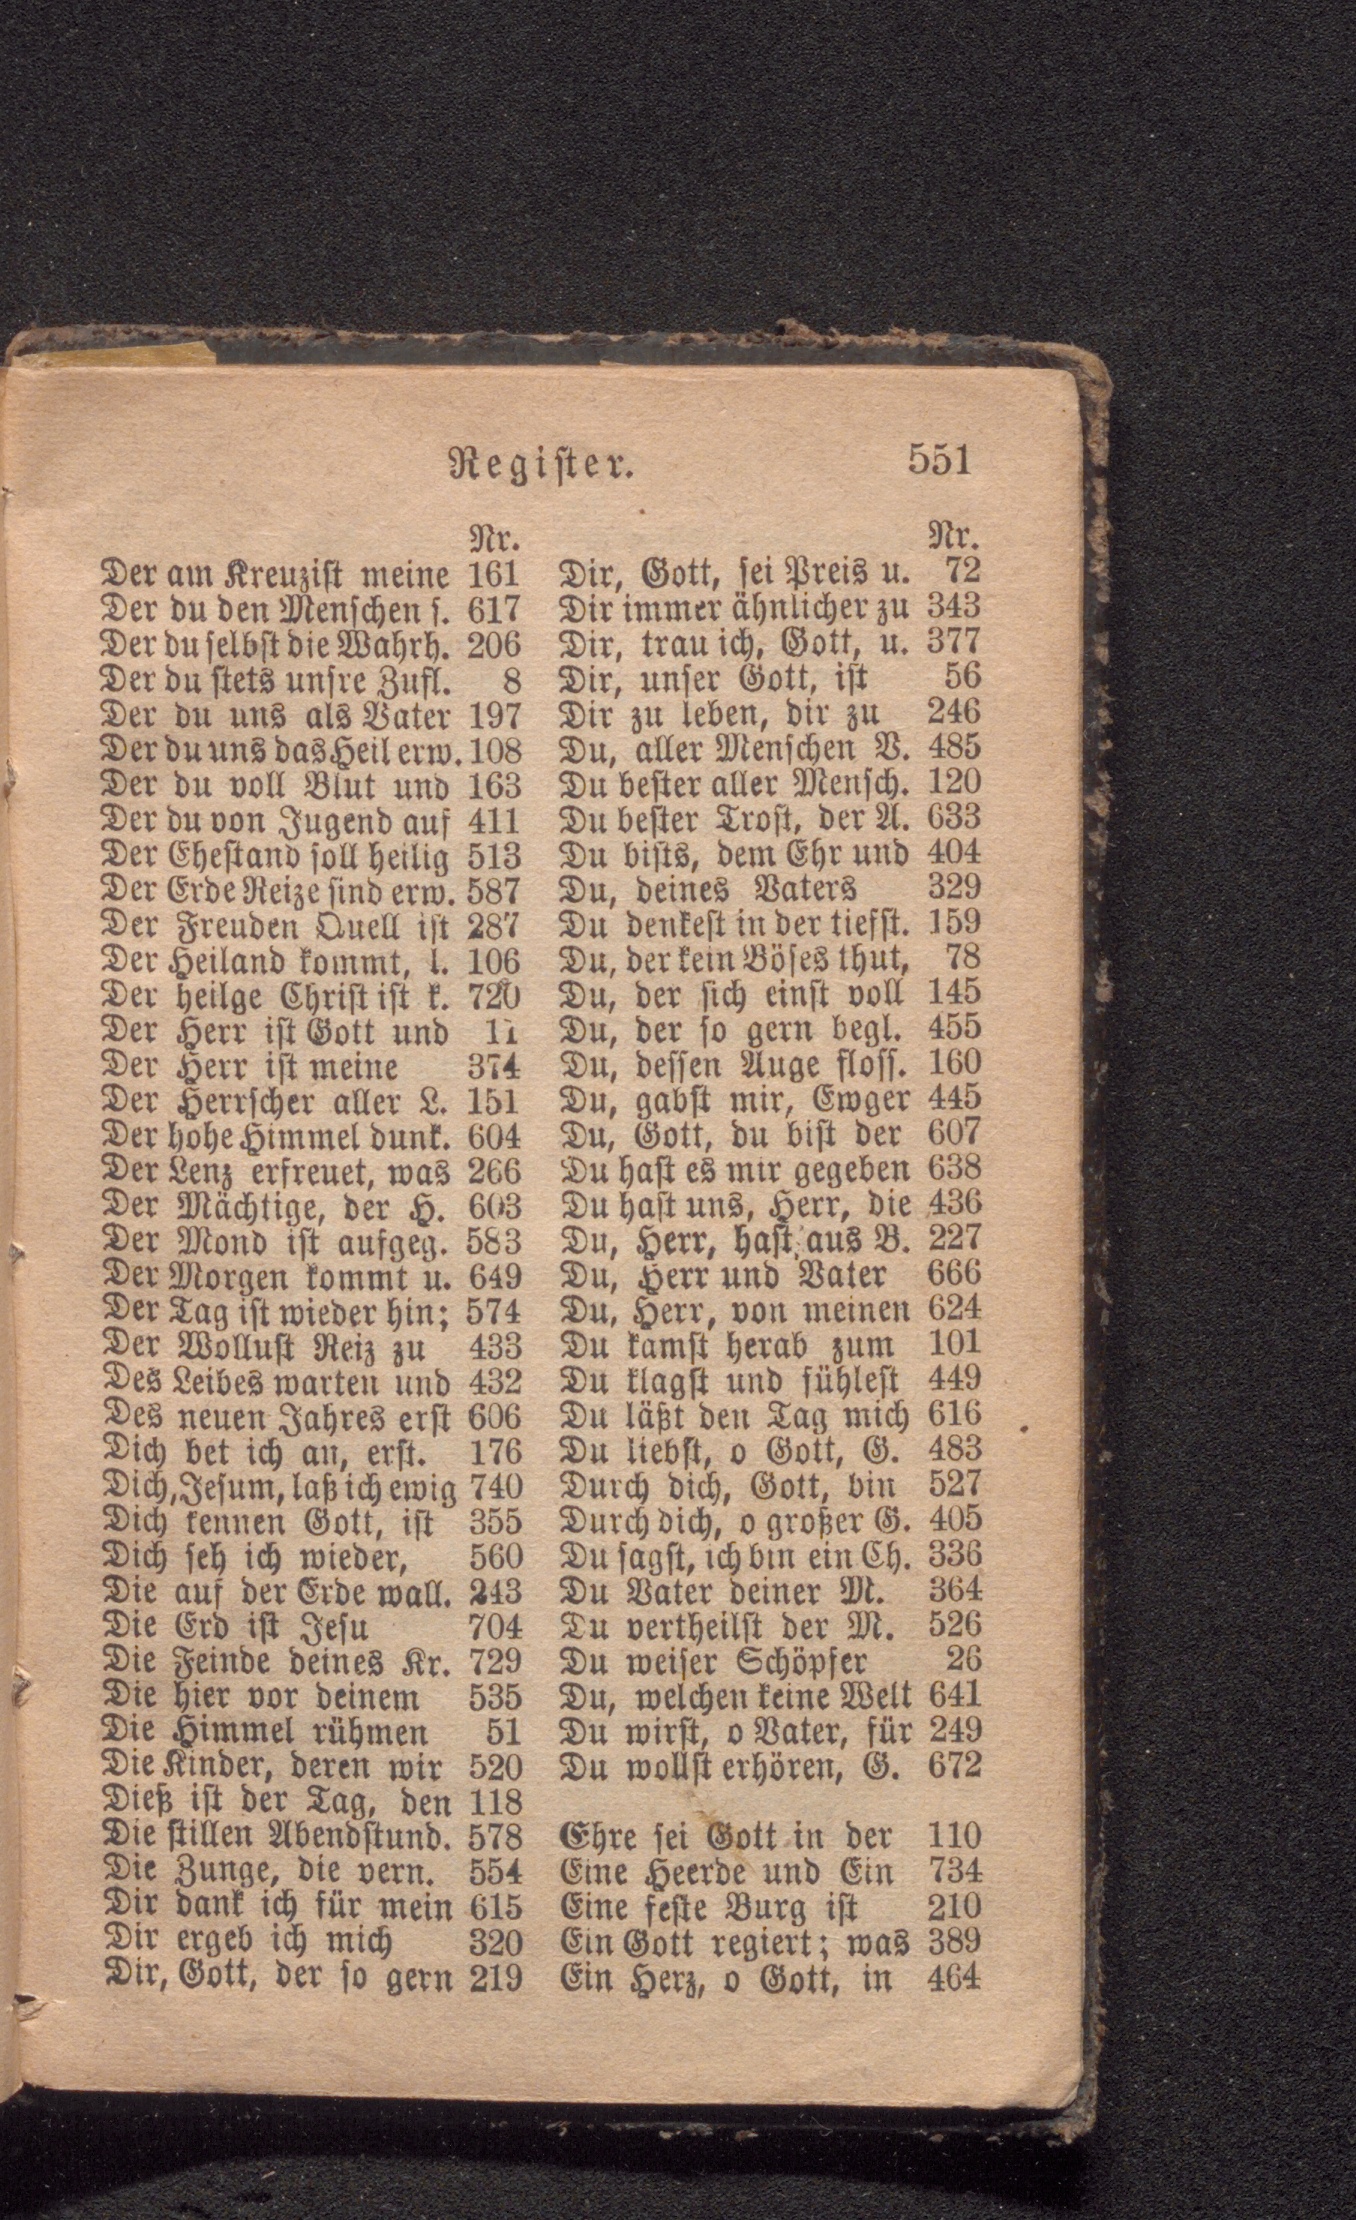 Register. 551
Nr.
Der am Kreuz ist meine 161
Der du den Menschen s. 617
Der du selbst die Wahrh. 206
Der du stets unsre Zufl. 8
Der du uns als Vater 197
Der du uns das Heil erw. 108
Der du voll Blut und 163
Der du von Jugend auf 411
Der Ehestand soll heilig 513
Der Erde Reize sind erw. 587
Der Freuden Quell ist 287
Der Heiland kommt, l. 106
Der heilge Christ ist k. 720
Der Herr ist Gott und 11
Der Herr ist meine 374
Der Herrscher aller L. 151
Der hohe Himmel dunk. 604
Der Lenz erfreuet, was 266
Der Mächtige, der H. 603
Der Mond ist aufgeg. 583
Der Morgen kommt u. 649
Der Tag ist wieder hin; 574
Der Wollust Reiz zu 433
Des Leibes warten und 432
Des neuen Jahres erst 606
Dich bet ich an, erst. 176
Dich, Jesum, laß ich ewig 740
Dich kennen Gott, ist 355
Dich seh ich wieder, 560
Die auf der Erde wall. 243
Die Erd ist Jesu 704
Die Feinde deines Kr. 729
Die hier vor deinem 535
Die Himmel rühmen 51
Die Kinder, deren wir 520
Dieß ist der Tag, den 118
Die stillen Abendstund. 578
Die Zunge, die vern. 554
Dir dank ich für mein 615
Dir ergeb ich mich 320
Dir, Gott, der so gern 219
Nr.
Dir, Gott, sei Preis u. 72
Dir immer ähnlicher zu 343
Dir, trau ich, Gott, u. 377
Dir, unser Gott, ist 56
Dir zu leben, dir zu 246
Du, aller Menschen V. 485
Du bester aller Mensch. 120
Du bester Trost, der A. 633
Du bists, dem Ehr und 404
Du, deines Vaters 329
Du denkest in der tiefst. 159
Du, der kein Böses thut, 78
Du, der sich einst voll 145
Du, der so gern begl. 455
Du, dessen Auge floss. 160
Du, gabst mir, Ewger 445
Du, Gott, du bist der 607
Du hast es mir gegeben 638
Du hast uns, Herr, die 436
Du, Herr, hast aus B. 227
Du, Herr und Vater 666
Du, Herr, von meinen 624
Du kamst herab zum 101
Du klagst und fühlest 449
Du läßt den Tag mich 616
Du liebst, o Gott, G. 483
Durch dich, Gott, bin 527
Durch dich, o großer G. 405
Du sagst, ich bin ein Ch. 336
Du Vater deiner M. 364
Du vertheilst der M. 526
Du weiser Schöpfer 26
Du, welchen keine Welt 641
Du wirst, o Vater, für 249
Du wollst erhören, G. 672
Ehre sei Gott in der 110
Eine Heerde und Ein 734
Eine feste Burg ist 210
Ein Gott regiert; was 389
Ein Herz, o Gott, in 464